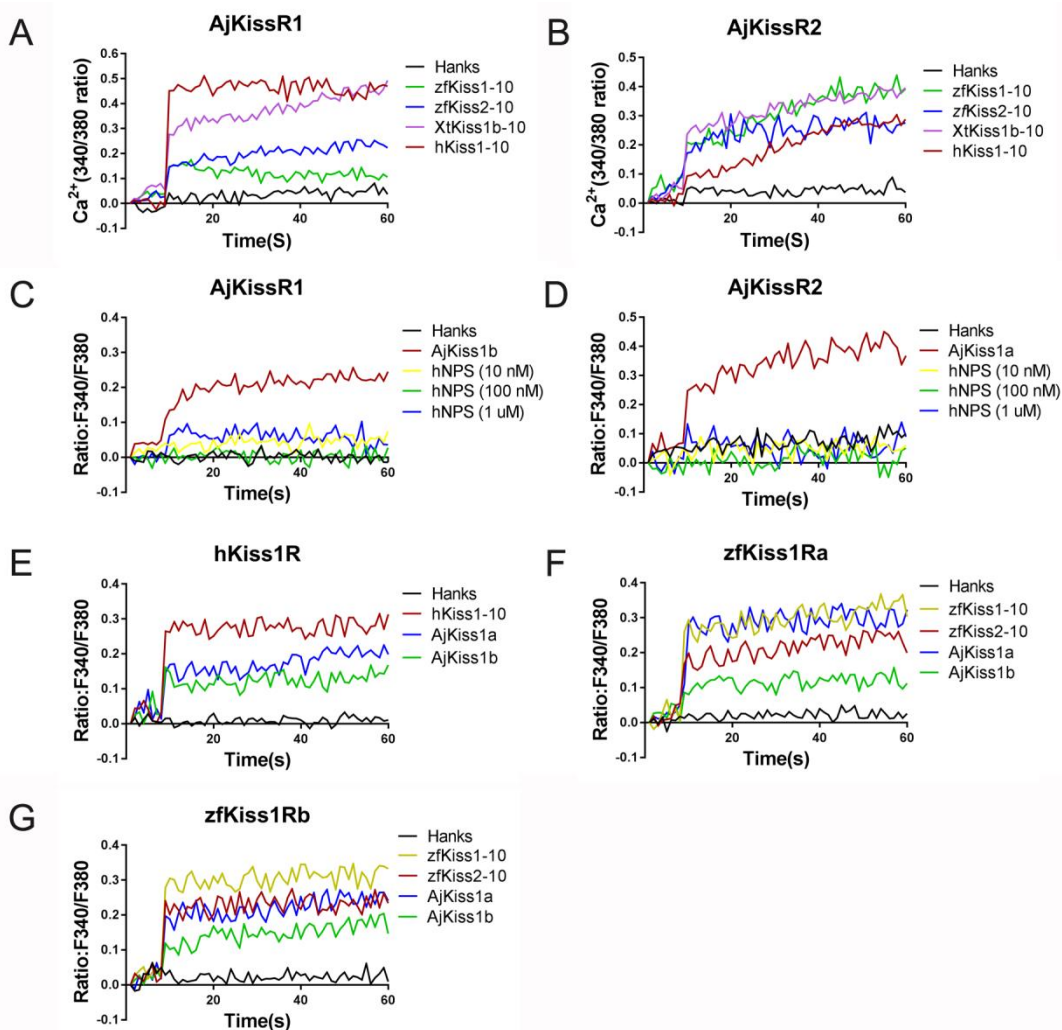 A
AjKissR1
Ca²⁺(340/380 ratio)
0.6
0.5
0.4
0.3
0.2
0.1
0.0
-0.1
20
40
60
Time(S)
Hanks
zfKiss1-10
zfKiss2-10
XtKiss1b-10
hKiss1-10
B
AjKissR2
Ca²⁺(340/380 ratio)
0.5
0.4
0.3
0.2
0.1
0.0
-0.1
20
40
60
Time(S)
Hanks
zfKiss1-10
zfKiss2-10
XtKiss1b-10
hKiss1-10
C
AjKissR1
Ratio:F340/F380
0.4
0.3
0.2
0.1
0.0
-0.1
20
40
60
Time(s)
Hanks
AjKiss1b
hNPS (10 nM)
hNPS (100 nM)
hNPS (1 uM)
D
AjKissR2
Ratio:F340/F380
0.5
0.4
0.3
0.2
0.1
0.0
-0.1
20
40
60
Time(s)
Hanks
AjKiss1a
hNPS (10 nM)
hNPS (100 nM)
hNPS (1 uM)
E
hKiss1R
Ratio:F340/F380
0.4
0.3
0.2
0.1
0.0
-0.1
20
40
60
Time(s)
Hanks
hKiss1-10
AjKiss1a
AjKiss1b
F
zfKiss1Ra
Ratio:F340/F380
0.4
0.3
0.2
0.1
0.0
-0.1
20
40
60
Time(s)
Hanks
zfKiss1-10
zfKiss2-10
AjKiss1a
AjKiss1b
G
zfKiss1Rb
Ratio:F340/F380
0.4
0.3
0.2
0.1
0.0
-0.1
20
40
60
Time(s)
Hanks
zfKiss1-10
zfKiss2-10
AjKiss1a
AjKiss1b